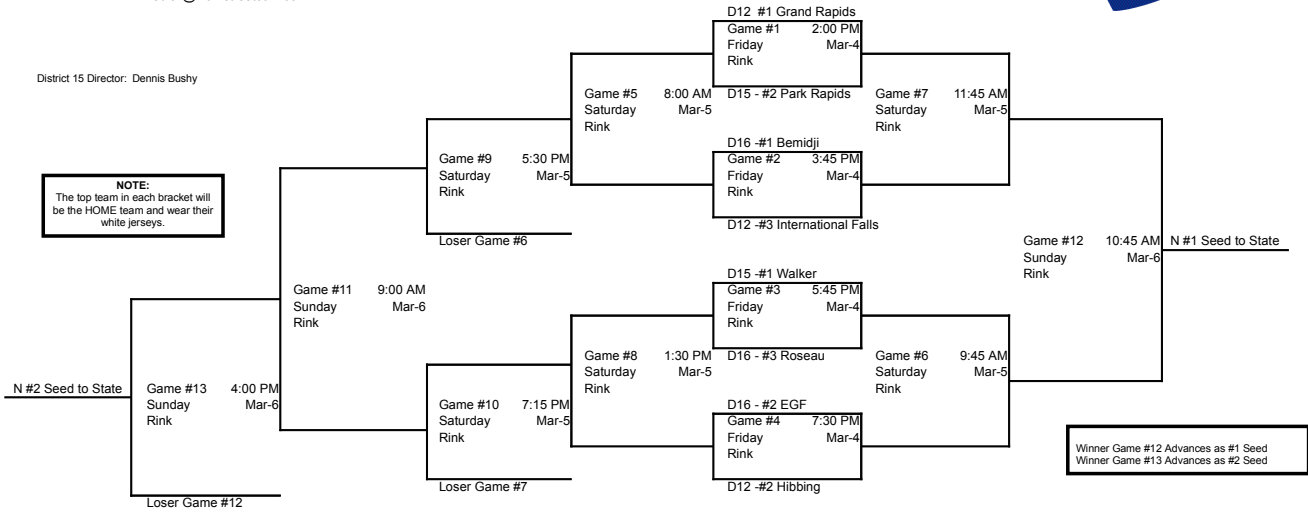 D12 #1 Grand Rapids
Game #1 2:00 PM
Friday Mar-4
Rink
D15 - #2 Park Rapids
District 15 Director: Dennis Bushy
Game #5 8:00 AM
Saturday Mar-5
Rink
Game #7 11:45 AM
Saturday Mar-5
Rink
D16 -#1 Bemidji
Game #2 3:45 PM
Friday Mar-4
Rink
D12 -#3 International Falls
Game #9 5:30 PM
Saturday Mar-5
Rink
Loser Game #6
NOTE:
The top team in each bracket will
be the HOME team and wear their
white jerseys.
Game #12 10:45 AM
Sunday Mar-6
Rink
N #1 Seed to State
D15 -#1 Walker
Game #3 5:45 PM
Friday Mar-4
Rink
D16 - #3 Roseau
Game #11 9:00 AM
Sunday Mar-6
Rink
Game #8 1:30 PM
Saturday Mar-5
Rink
Game #6 9:45 AM
Saturday Mar-5
Rink
N #2 Seed to State
Game #13 4:00 PM
Sunday Mar-6
Rink
Game #10 7:15 PM
Saturday Mar-5
Rink
Loser Game #7
D16 - #2 EGF
Game #4 7:30 PM
Friday Mar-4
Rink
D12 -#2 Hibbing
Winner Game #12 Advances as #1 Seed
Winner Game #13 Advances as #2 Seed
Loser Game #12